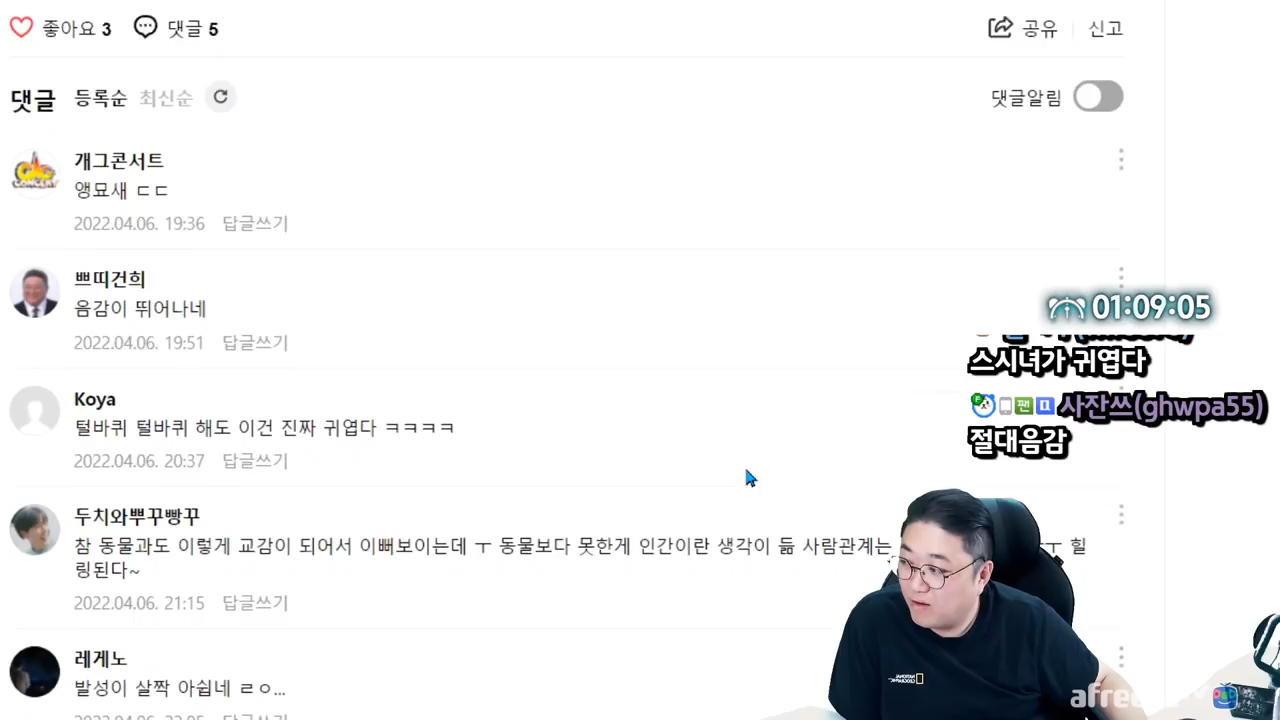 좋아요 3 댓글 5 공유 신고
댓글 등록순 최신순 댓글알림
개그콘서트
앵묘새 ㄷㄷ
2022.04.06. 19:36 답글쓰기
쁘띠건희
음감이 뛰어나네
2022.04.06. 19:51 답글쓰기
01:09:05
스시녀가 귀엽다
사잔쓰(ghwpa55)
절대음감
Koya
털바퀴 털바퀴 해도 이건 진짜 귀엽다 ㅋㅋㅋㅋ
2022.04.06. 20:37 답글쓰기
두치와뿌꾸빵꾸
참 동물과도 이렇게 교감이 되어서 이뻐보이는데 ㅜ 동물보다 못한게 인간이란 생각이 듦 사람관계는 ㅜ 힐
링된다~
2022.04.06. 21:15 답글쓰기
레게노
발성이 살짝 아쉽네 ㄹㅇ...
NATIONAL
GEOGRAPHIC